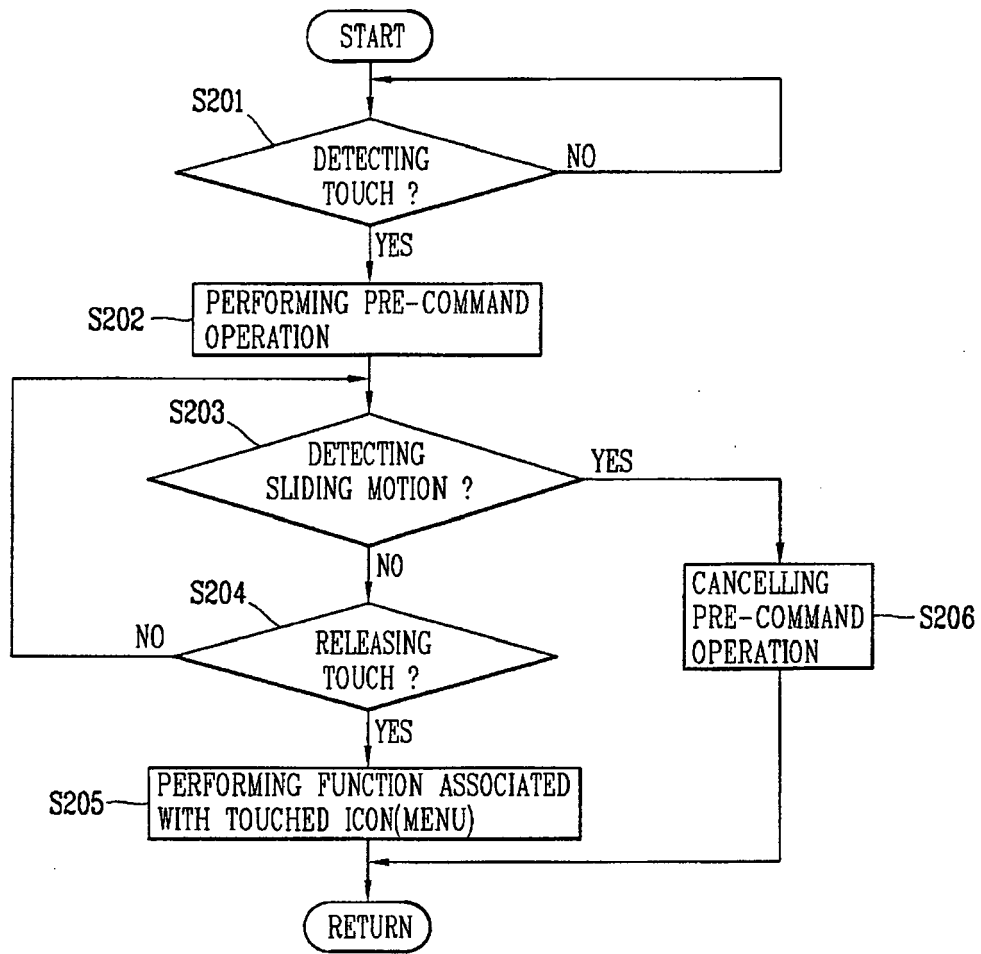 START
S201
DETECTING
TOUCH ?
NO
YES
S202
PERFORMING PRE-COMMAND
OPERATION
S203
DETECTING
SLIDING MOTION ?
YES
NO
S204
RELEASING
TOUCH ?
NO
YES
CANCELLING
PRE-COMMAND
OPERATION
S206
S205
PERFORMING FUNCTION ASSOCIATED
WITH TOUCHED ICON(MENU)
RETURN